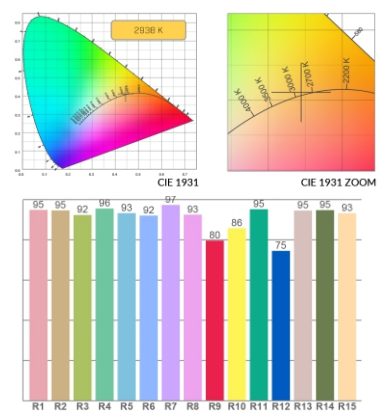 2938 K
CIE 1931
580
2200 K
2700 K
3000 K
3500 K
4000 K
CIE 1931 ZOOM
95 95 92 96 93 92 97 93 80 86 95 75 95 95 93
R1 R2 R3 R4 R5 R6 R7 R8 R9 R10 R11 R12 R13 R14 R15